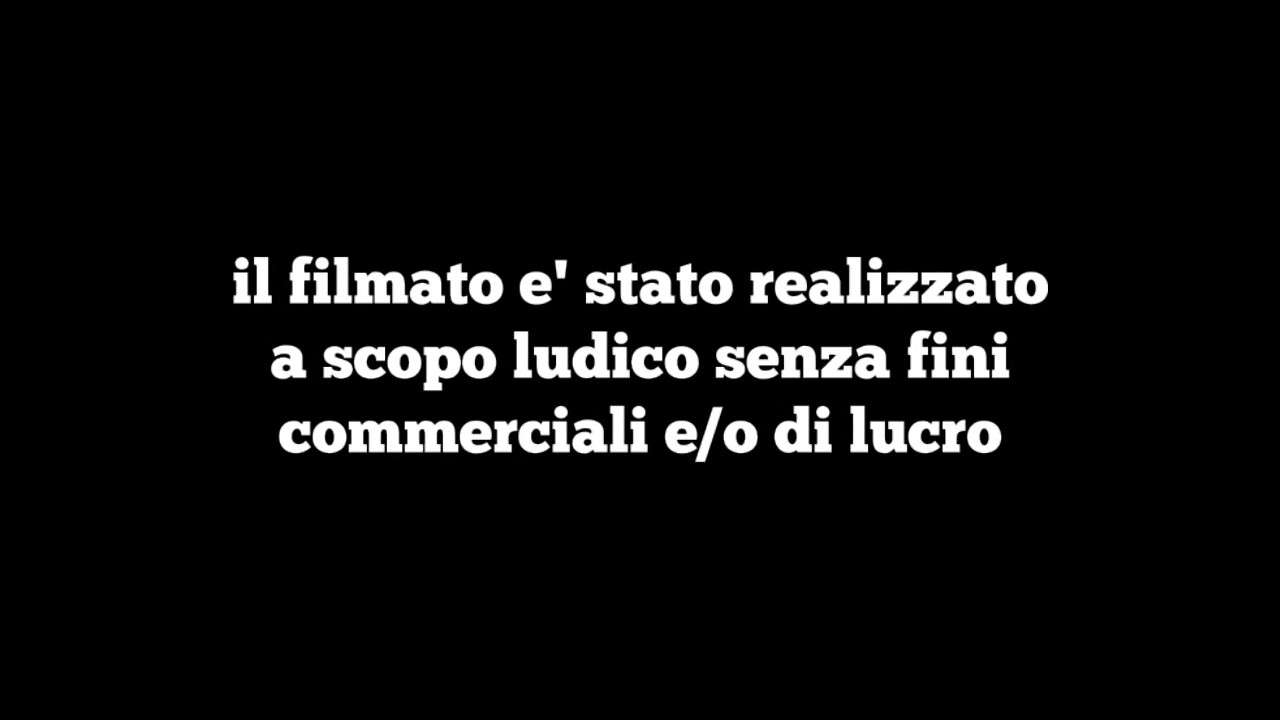 il filmato e' stato realizzato
a scopo ludico senza fini
commerciali e/o di lucro